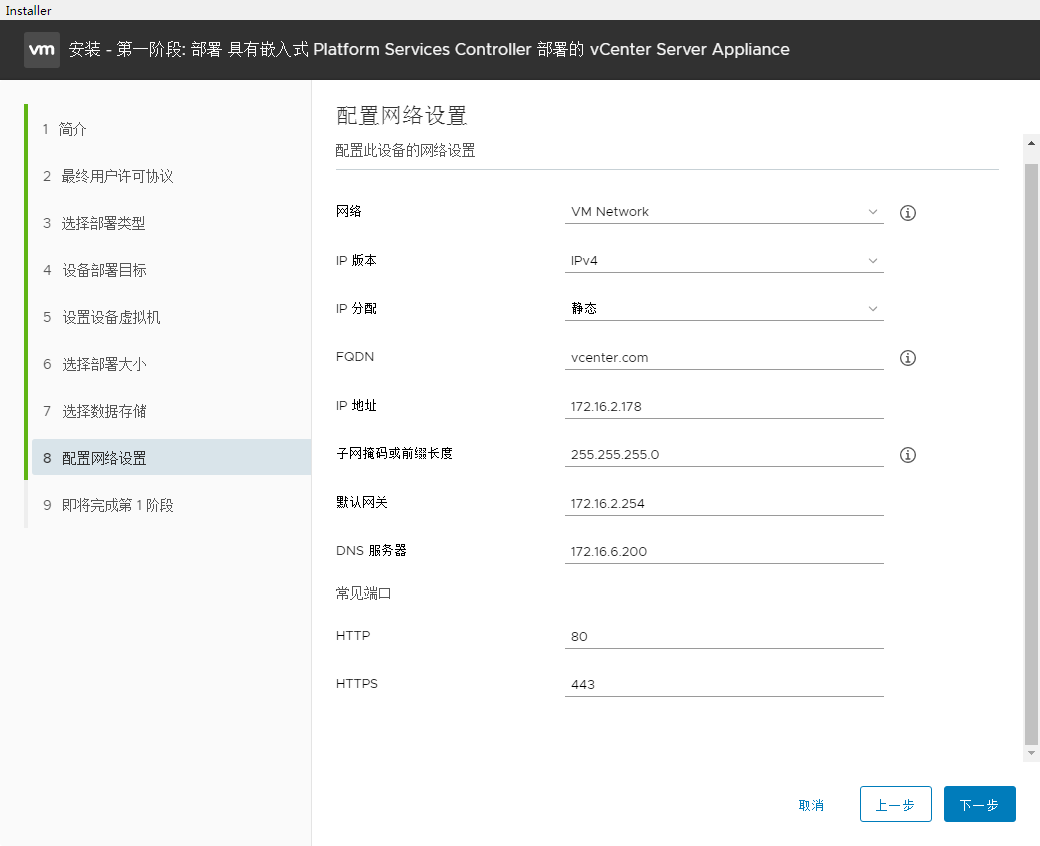 Installer
vm 安装 - 第一阶段: 部署 具有嵌入式 Platform Services Controller 部署的 vCenter Server Appliance
1 简介
2 最终用户许可协议
3 选择部署类型
4 设备部署目标
5 设置设备虚拟机
6 选择部署大小
7 选择数据存储
8 配置网络设置
9 即将完成第 1 阶段
配置网络设置
配置此设备的网络设置
网络 VM Network
IP 版本 IPv4
IP 分配 静态
FQDN vcenter.com
IP 地址 172.16.2.178
子网掩码或前缀长度 255.255.255.0
默认网关 172.16.2.254
DNS 服务器 172.16.6.200
常见端口
HTTP 80
HTTPS 443
取消 上一步 下一步